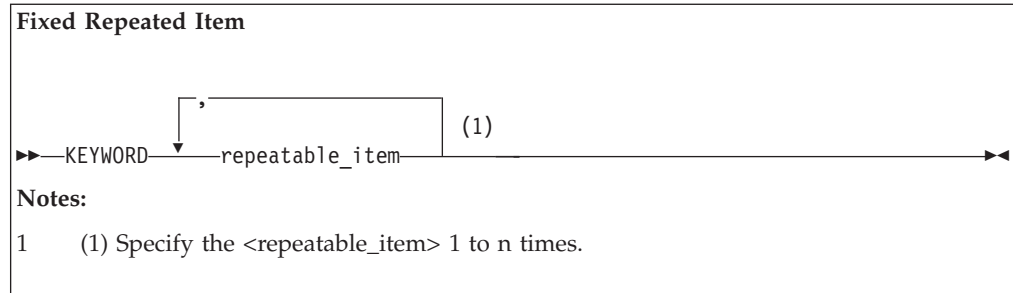 Fixed Repeated Item
,
(1)
KEYWORD repeatable_item
Notes:
1 (1) Specify the <repeatable_item> 1 to n times.